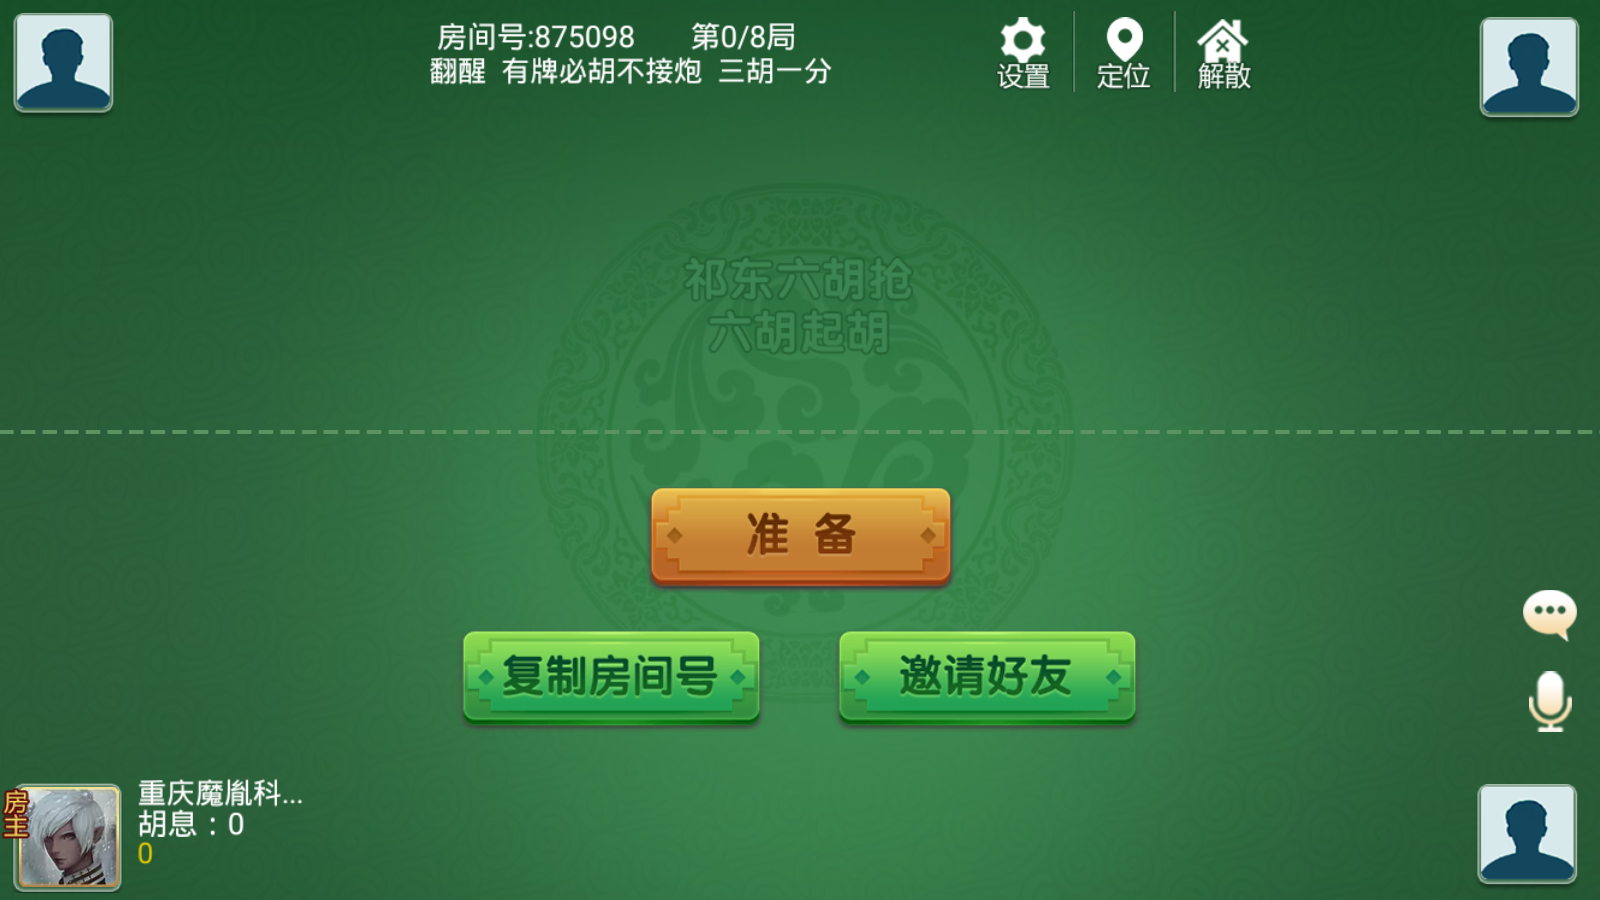 房间号:875098 第0/8局
翻醒 有牌必胡不接炮 三胡一分
设置
定位
解散
祁东六胡抢
六胡起胡
准备
复制房间号
邀请好友
房主
重庆魔胤科...
胡息：0
0